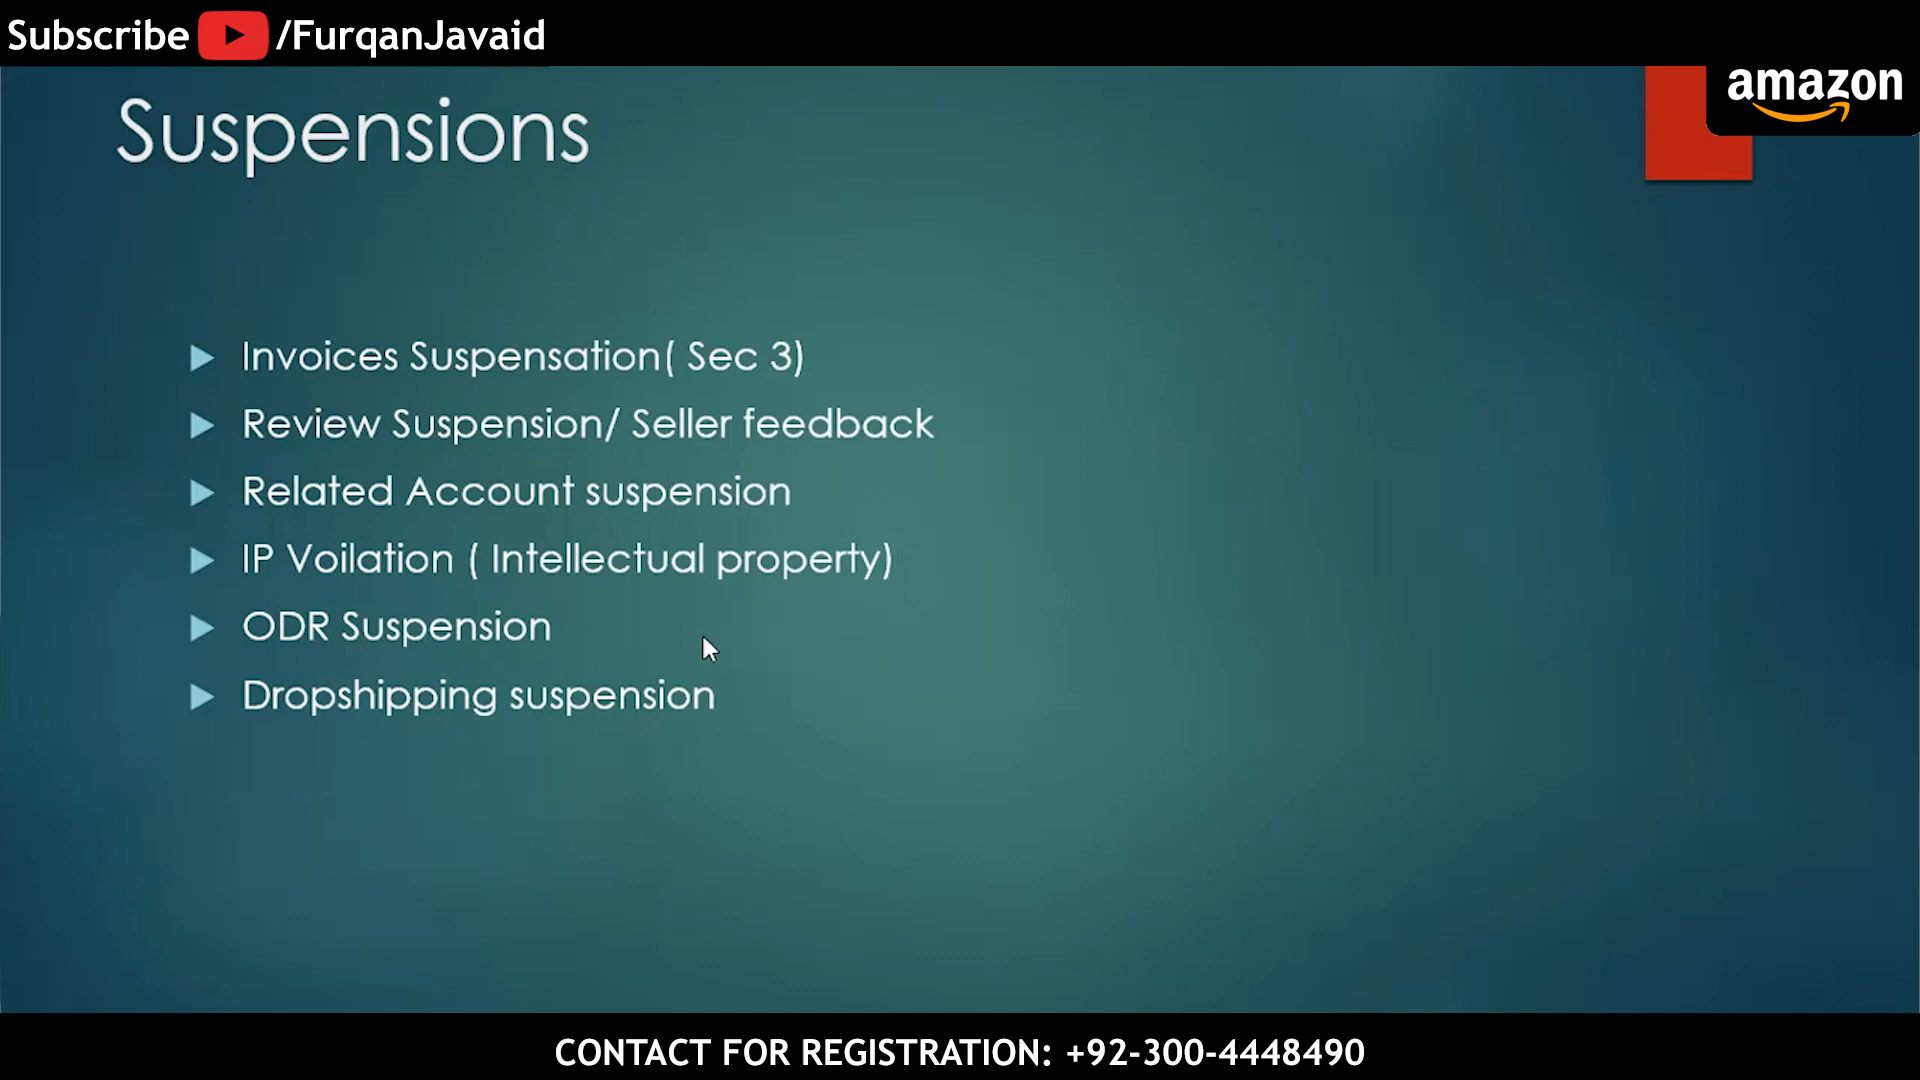 Subscribe /FurqanJavaid
amazon
Suspensions
Invoices Suspensation( Sec 3)
Review Suspension/ Seller feedback
Related Account suspension
IP Voilation ( Intellectual property)
ODR Suspension
Dropshipping suspension
CONTACT FOR REGISTRATION: +92-300-4448490